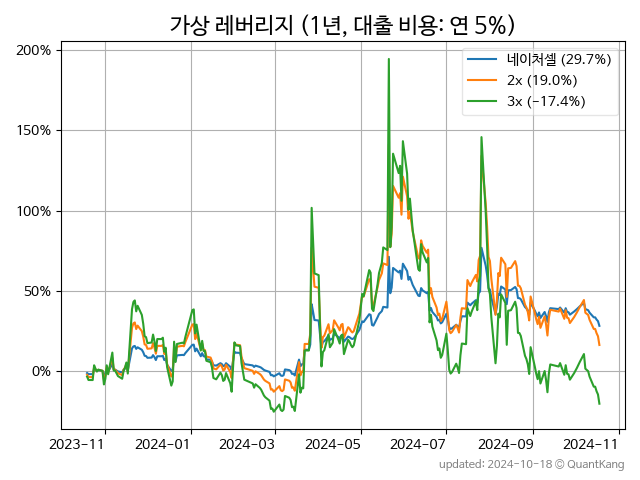 가상 레버리지 (1년, 대출 비용: 연 5%)
200%
150%
100%
50%
0%
네이처셀 (29.7%)
2x (19.0%)
3x (−17.4%)
2023-11
2024-01
2024-03
2024-05
2024-07
2024-09
2024-11
updated: 2024-10-18 © QuantKang